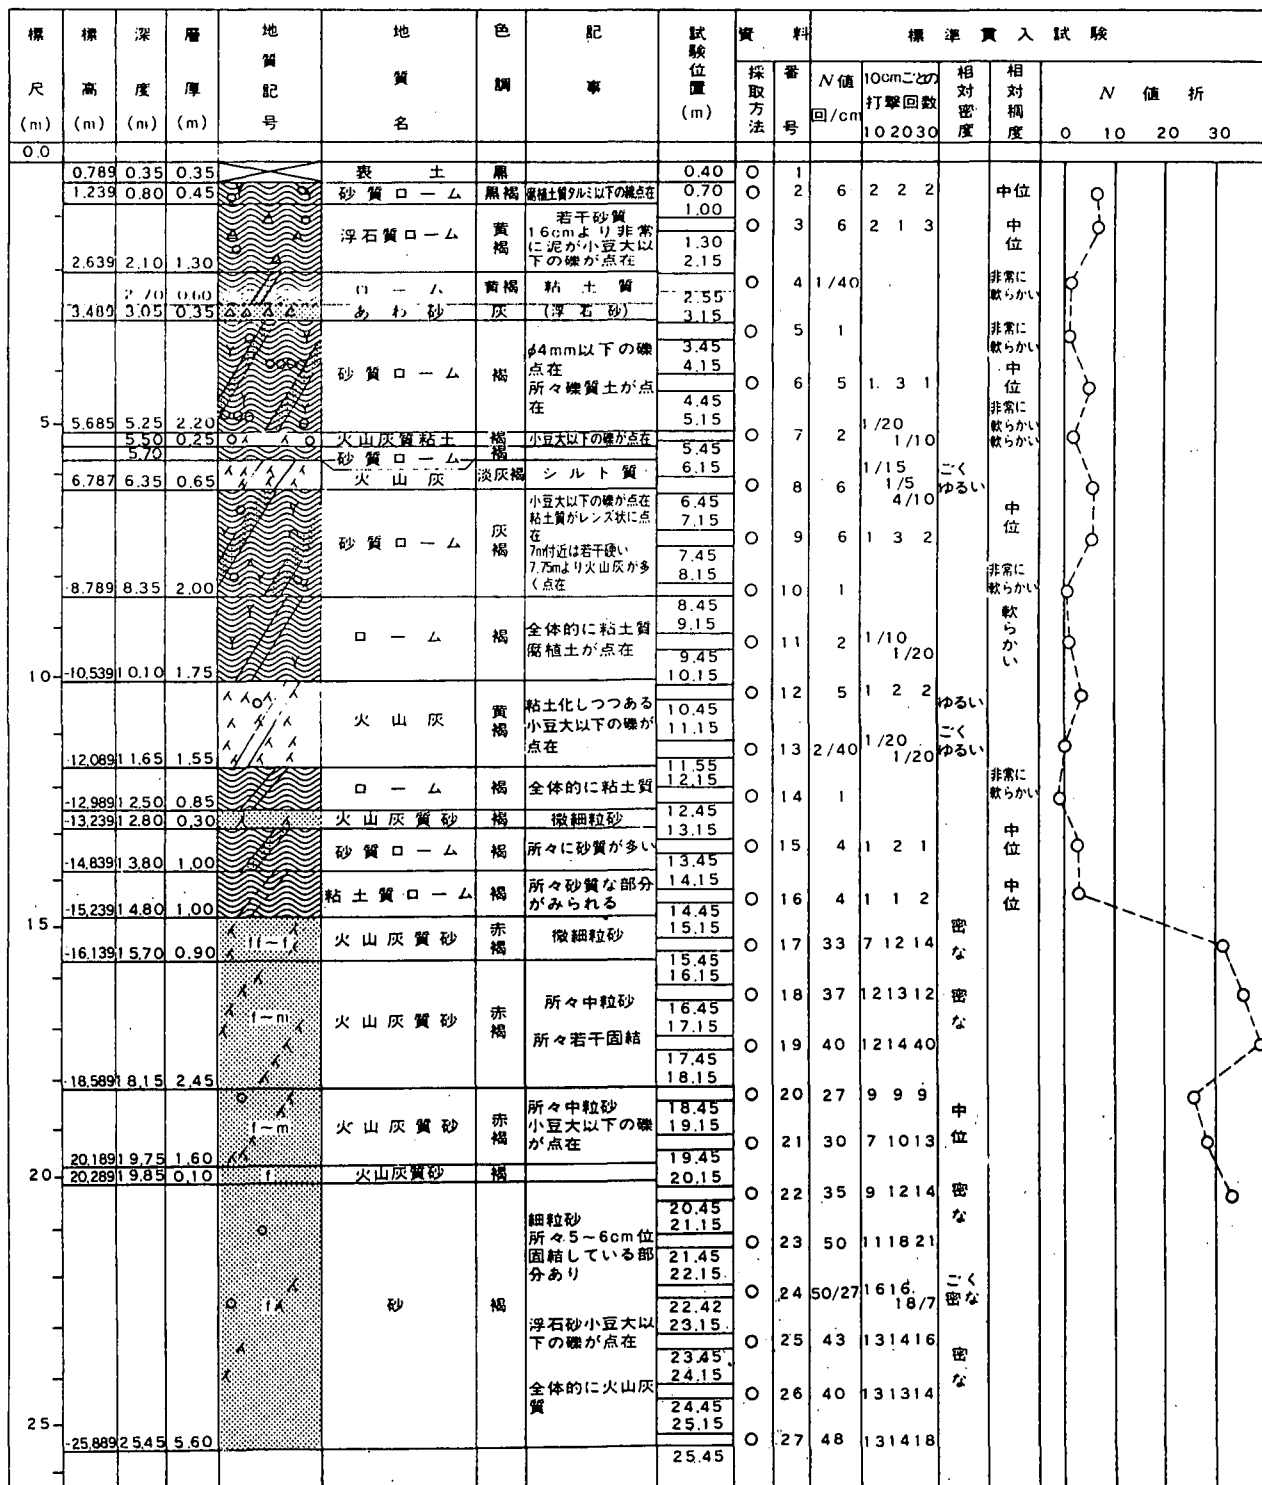 標尺(m) 標高(m) 深度(m) 層厚(m) 地質記号 地質名 色調 記事 試験位置(m) 資料 標準貫入試験
採取方法 番号 N値 回/cm 10cmごとの打撃回数 10 20 30 相対密度 相対稠度 N値折
0 10 20 30
0.0
0.789 0.35 0.35 表土 黒 0.40 1
1.239 0.80 0.45 砂質ローム 黒褐 0.70 2 6 2 2 2 中位
1.00
2.639 2.10 1.30 浮石質ローム 黄褐 若干砂質
16cmより非常
に泥が小豆大以
下の礫が点在
1.30 3 6 2 1 3 中位
2.15
2.70 0.60 ローム 黄褐 粘土質 4 1/40 非常に軟らかい
2.55
3.489 3.05 0.35 あわ砂 灰 (浮石砂) 3.15
5 1 非常に軟らかい
5.685 5.25 2.20 砂質ローム 褐 φ4mm以下の礫
点在
所々礫質土が点
在
3.45
4.15
6 5 1 3 1 中位
4.45
5 5.15
5.50 0.25 火山灰質粘土 褐 小豆大以下の礫が点在 7 2 1/20 1/10 非常に軟らかい 軟らかい
5.70 砂質ローム 褐 5.45
6.787 6.35 0.65 火山灰 淡灰褐 シルト質 6.15
8 6 1/15 1/5 4/10 ごくゆるい
-8.789 8.35 2.00 砂質ローム 灰褐 小豆大以下の礫が点在
粘土質がレンズ状に点
在
7m付近は若干硬い
7.75mより火山灰が多
く点在
6.45
7.15
9 6 1 3 2 中位
7.45
8.15
10 1 非常に軟らかい
-10.539 10.10 1.75 ローム 褐 全体的に粘土質
腐植土が点在
8.45
9.15
11 2 1/10 1/20 軟らかい
9.45
10 10.15
-12.089 11.65 1.55 火山灰 黄褐 粘土化しつつある
小豆大以下の礫が
点在
12 5 1 2 2 ゆるい
10.45
11.15
13 2/40 1/20 1/20 ごくゆるい
11.55
-12.989 12.50 0.85 ローム 褐 全体的に粘土質 12.15
14 1 非常に軟らかい
12.45
-13.239 12.80 0.30 火山灰質砂 褐 微細粒砂 13.15
-14.839 13.80 1.00 砂質ローム 褐 所々に砂質が多い 15 4 1 2 1 中位
13.45
-15.239 14.80 1.00 粘土質ローム 褐 所々砂質な部分
がみられる
14.15
16 4 1 1 2 中位
14.45
15 15.15
-16.139 15.70 0.90 ff~f 火山灰質砂 赤褐 微細粒砂 17 33 7 12 14 密な
15.45
-18.589 18.15 2.45 f~m 火山灰質砂 赤褐 所々中粒砂
所々若干固結
16.15
18 37 12 13 12 密な
16.45
17.15
19 40 12 14 40
17.45
18.15
20.189 19.75 1.60 f~m 火山灰質砂 赤褐 所々中粒砂
小豆大以下の礫
が点在
20 27 9 9 9 中位
18.45
19.15
21 30 7 10 13
19.45
20 20.289 19.85 0.10 f 火山灰質砂 褐 20.15
-25.889 25.45 5.60 f 砂 褐 細粒砂
所々5~6cm位
固結している部
分あり
浮石砂小豆大以
下の礫が点在
全体的に火山灰
質
22 35 9 12 14 密な
20.45
21.15
23 50 11 18 21
21.45
22.15
24 50/27 16 16 18/7 ごく密な
22.42
23.15
25 43 13 14 16 密な
23.45
24.15
26 40 13 13 14
24.45
25 25.15
27 48 13 14 18
25.45